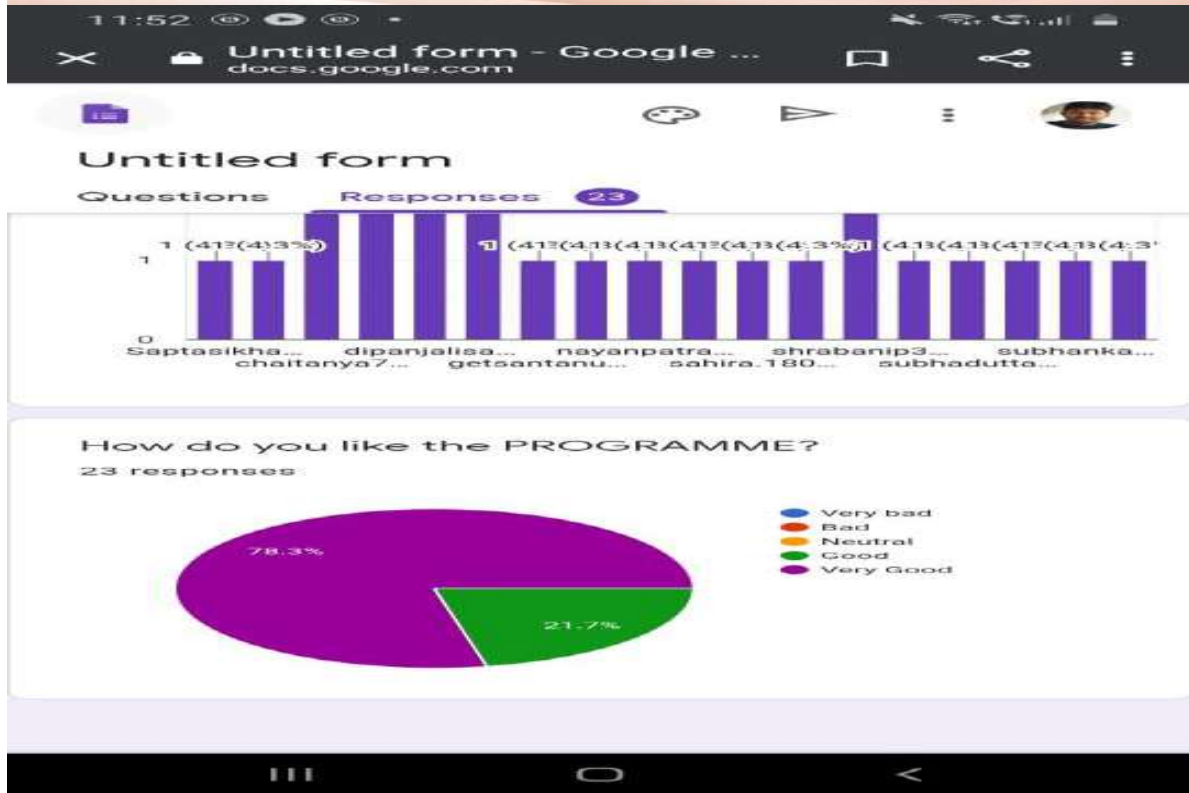 11:52
Untitled form - Google ...
docs.google.com
Untitled form
Questions Responses 23
1
0
Saptasikha... dipanjalisa... nayanpatra... shrabanip3... subhanka...
chaitanya7... getsantanu... sahira.180... subhadutta...
How do you like the PROGRAMME?
23 responses
78.3%
21.7%
Very bad
Bad
Neutral
Good
Very Good